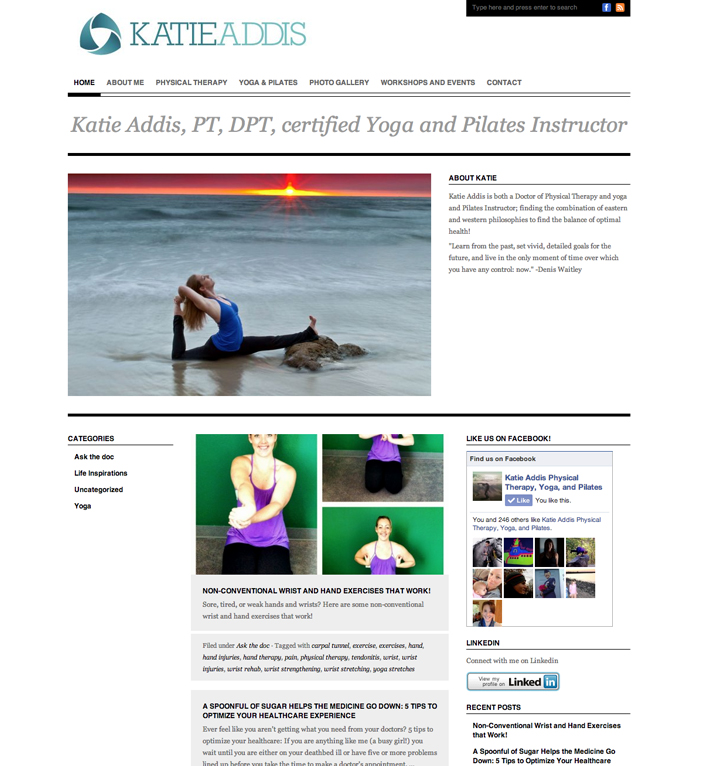 KATIEADDIS
Type here and press enter to search
HOME ABOUT ME PHYSICAL THERAPY YOGA & PILATES PHOTO GALLERY WORKSHOPS AND EVENTS CONTACT
Katie Addis, PT, DPT, certified Yoga and Pilates Instructor
ABOUT KATIE
Katie Addis is both a Doctor of Physical Therapy and yoga
and Pilates Instructor; finding the combination of eastern
and western philosophies to find the balance of optimal
health!
"Learn from the past, set vivid, detailed goals for the
future, and live in the only moment of time over which
you have any control: now." -Denis Waitley
CATEGORIES
Ask the doc
Life Inspirations
Uncategorized
Yoga
NON-CONVENTIONAL WRIST AND HAND EXERCISES THAT WORK!
Sore, tired, or weak hands and wrists? Here are some non-conventional
wrist and hand exercises that work!
Filed under Ask the doc · Tagged with carpal tunnel, exercise, exercises, hand,
hand injuries, hand therapy, pain, physical therapy, tendonitis, wrist, wrist
injuries, wrist rehab, wrist strengthening, wrist stretching, yoga stretches
A SPOONFUL OF SUGAR HELPS THE MEDICINE GO DOWN: 5 TIPS TO
OPTIMIZE YOUR HEALTHCARE EXPERIENCE
Ever feel like you aren't getting what you need from your doctors? 5 tips to
optimize your healthcare: If you are anything like me (a busy girl!) you
wait until you are either on your deathbed ill or have five or more problems
lined up before you take the time to make a doctor's appointment. ...
LIKE US ON FACEBOOK!
Find us on Facebook
Katie Addis Physical
Therapy, Yoga, and Pilates
Like You like this.
You and 246 others like Katie Addis Physical
Therapy, Yoga, and Pilates.
LINKEDIN
Connect with me on Linkedin
View my
profile on Linked in
RECENT POSTS
Non-Conventional Wrist and Hand Exercises
that Work!
A Spoonful of Sugar Helps the Medicine Go
Down: 5 Tips to Optimize Your Healthcare